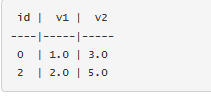 id | v1 | v2
----|-----|-----
0 | 1.0 | 3.0
2 | 2.0 | 5.0